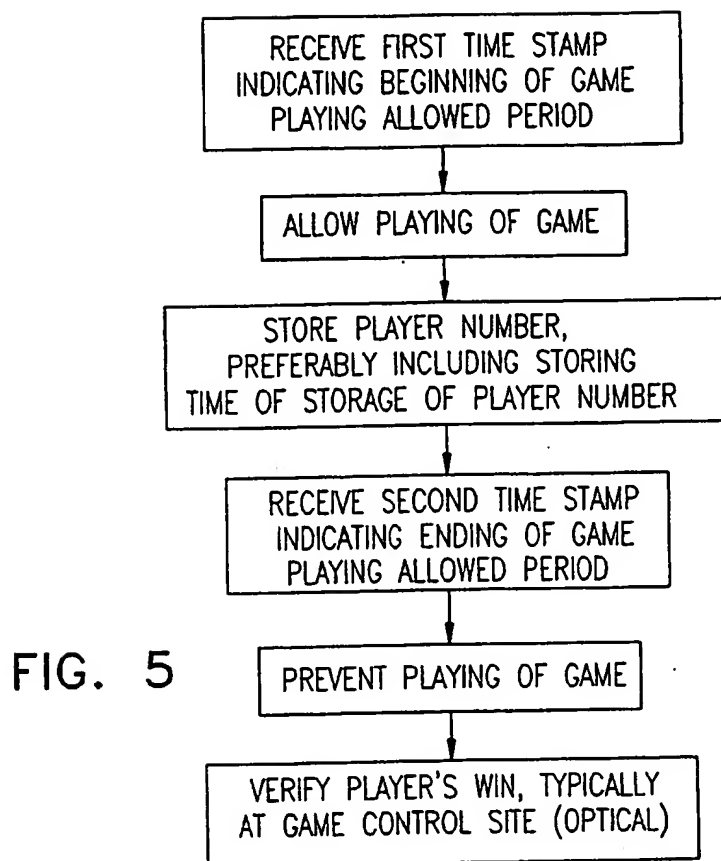 RECEIVE FIRST TIME STAMP
INDICATING BEGINNING OF GAME
PLAYING ALLOWED PERIOD
ALLOW PLAYING OF GAME
STORE PLAYER NUMBER,
PREFERABLY INCLUDING STORING
TIME OF STORAGE OF PLAYER NUMBER
RECEIVE SECOND TIME STAMP
INDICATING ENDING OF GAME
PLAYING ALLOWED PERIOD
FIG. 5
PREVENT PLAYING OF GAME
VERIFY PLAYER'S WIN, TYPICALLY
AT GAME CONTROL SITE (OPTICAL)